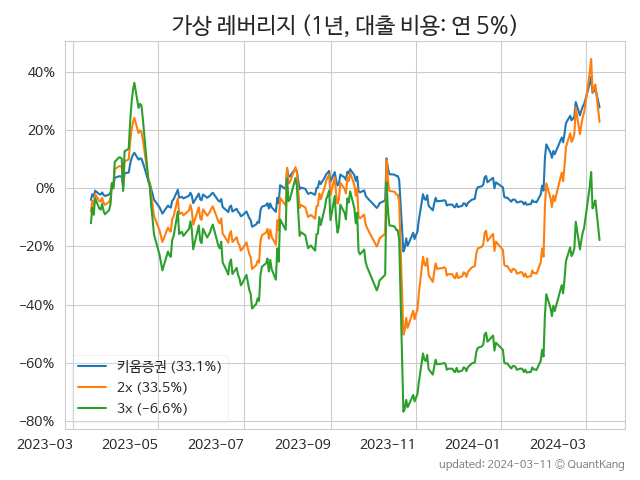 가상 레버리지 (1년, 대출 비용: 연 5%)
40%
20%
0%
−20%
−40%
−60%
−80%
키움증권 (33.1%)
2x (33.5%)
3x (−6.6%)
2023-03 2023-05 2023-07 2023-09 2023-11 2024-01 2024-03
updated: 2024-03-11 © QuantKang